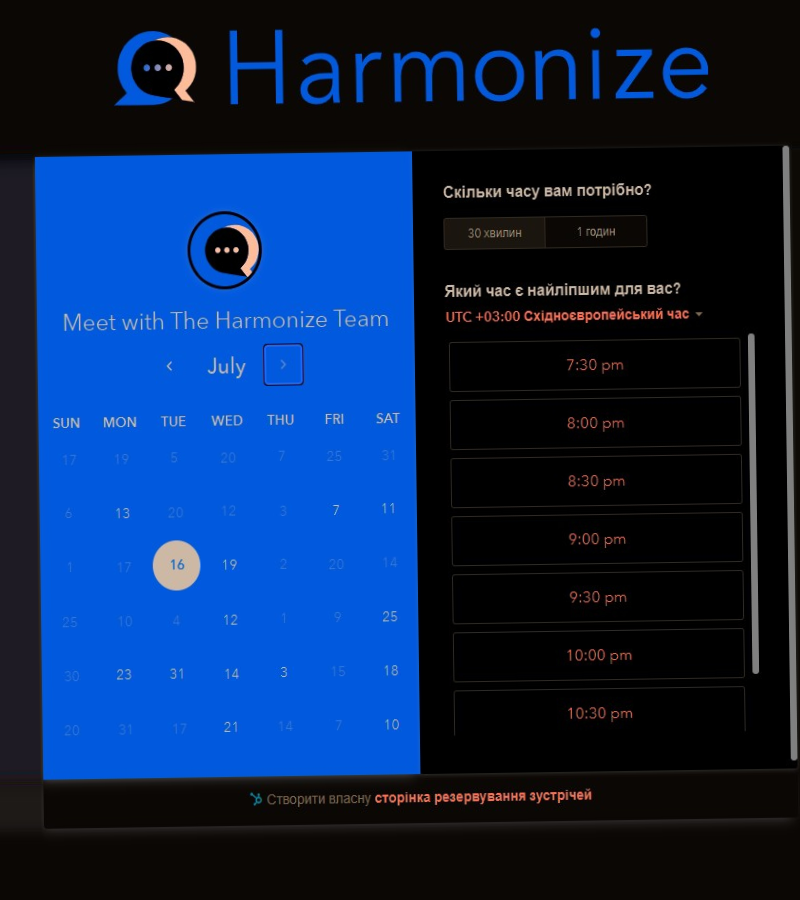 Harmonize
Meet with The Harmonize Team
July
SUN MON TUE WED THU FRI SAT
17 19 5 20 7 25 31
6 13 20 12 3 7 11
1 17 16 19 2 20 14
25 10 4 12 1 9 25
30 23 31 14 3 15 18
20 31 17 21 14 7 10
Скільки часу вам потрібно?
30 хвилин 1 годин
Який час є найліпшим для вас?
UTC +03:00 Східноєвропейський час
7:30 pm
8:00 pm
8:30 pm
9:00 pm
9:30 pm
10:00 pm
10:30 pm
Створити власну сторінка резервування зустрічей